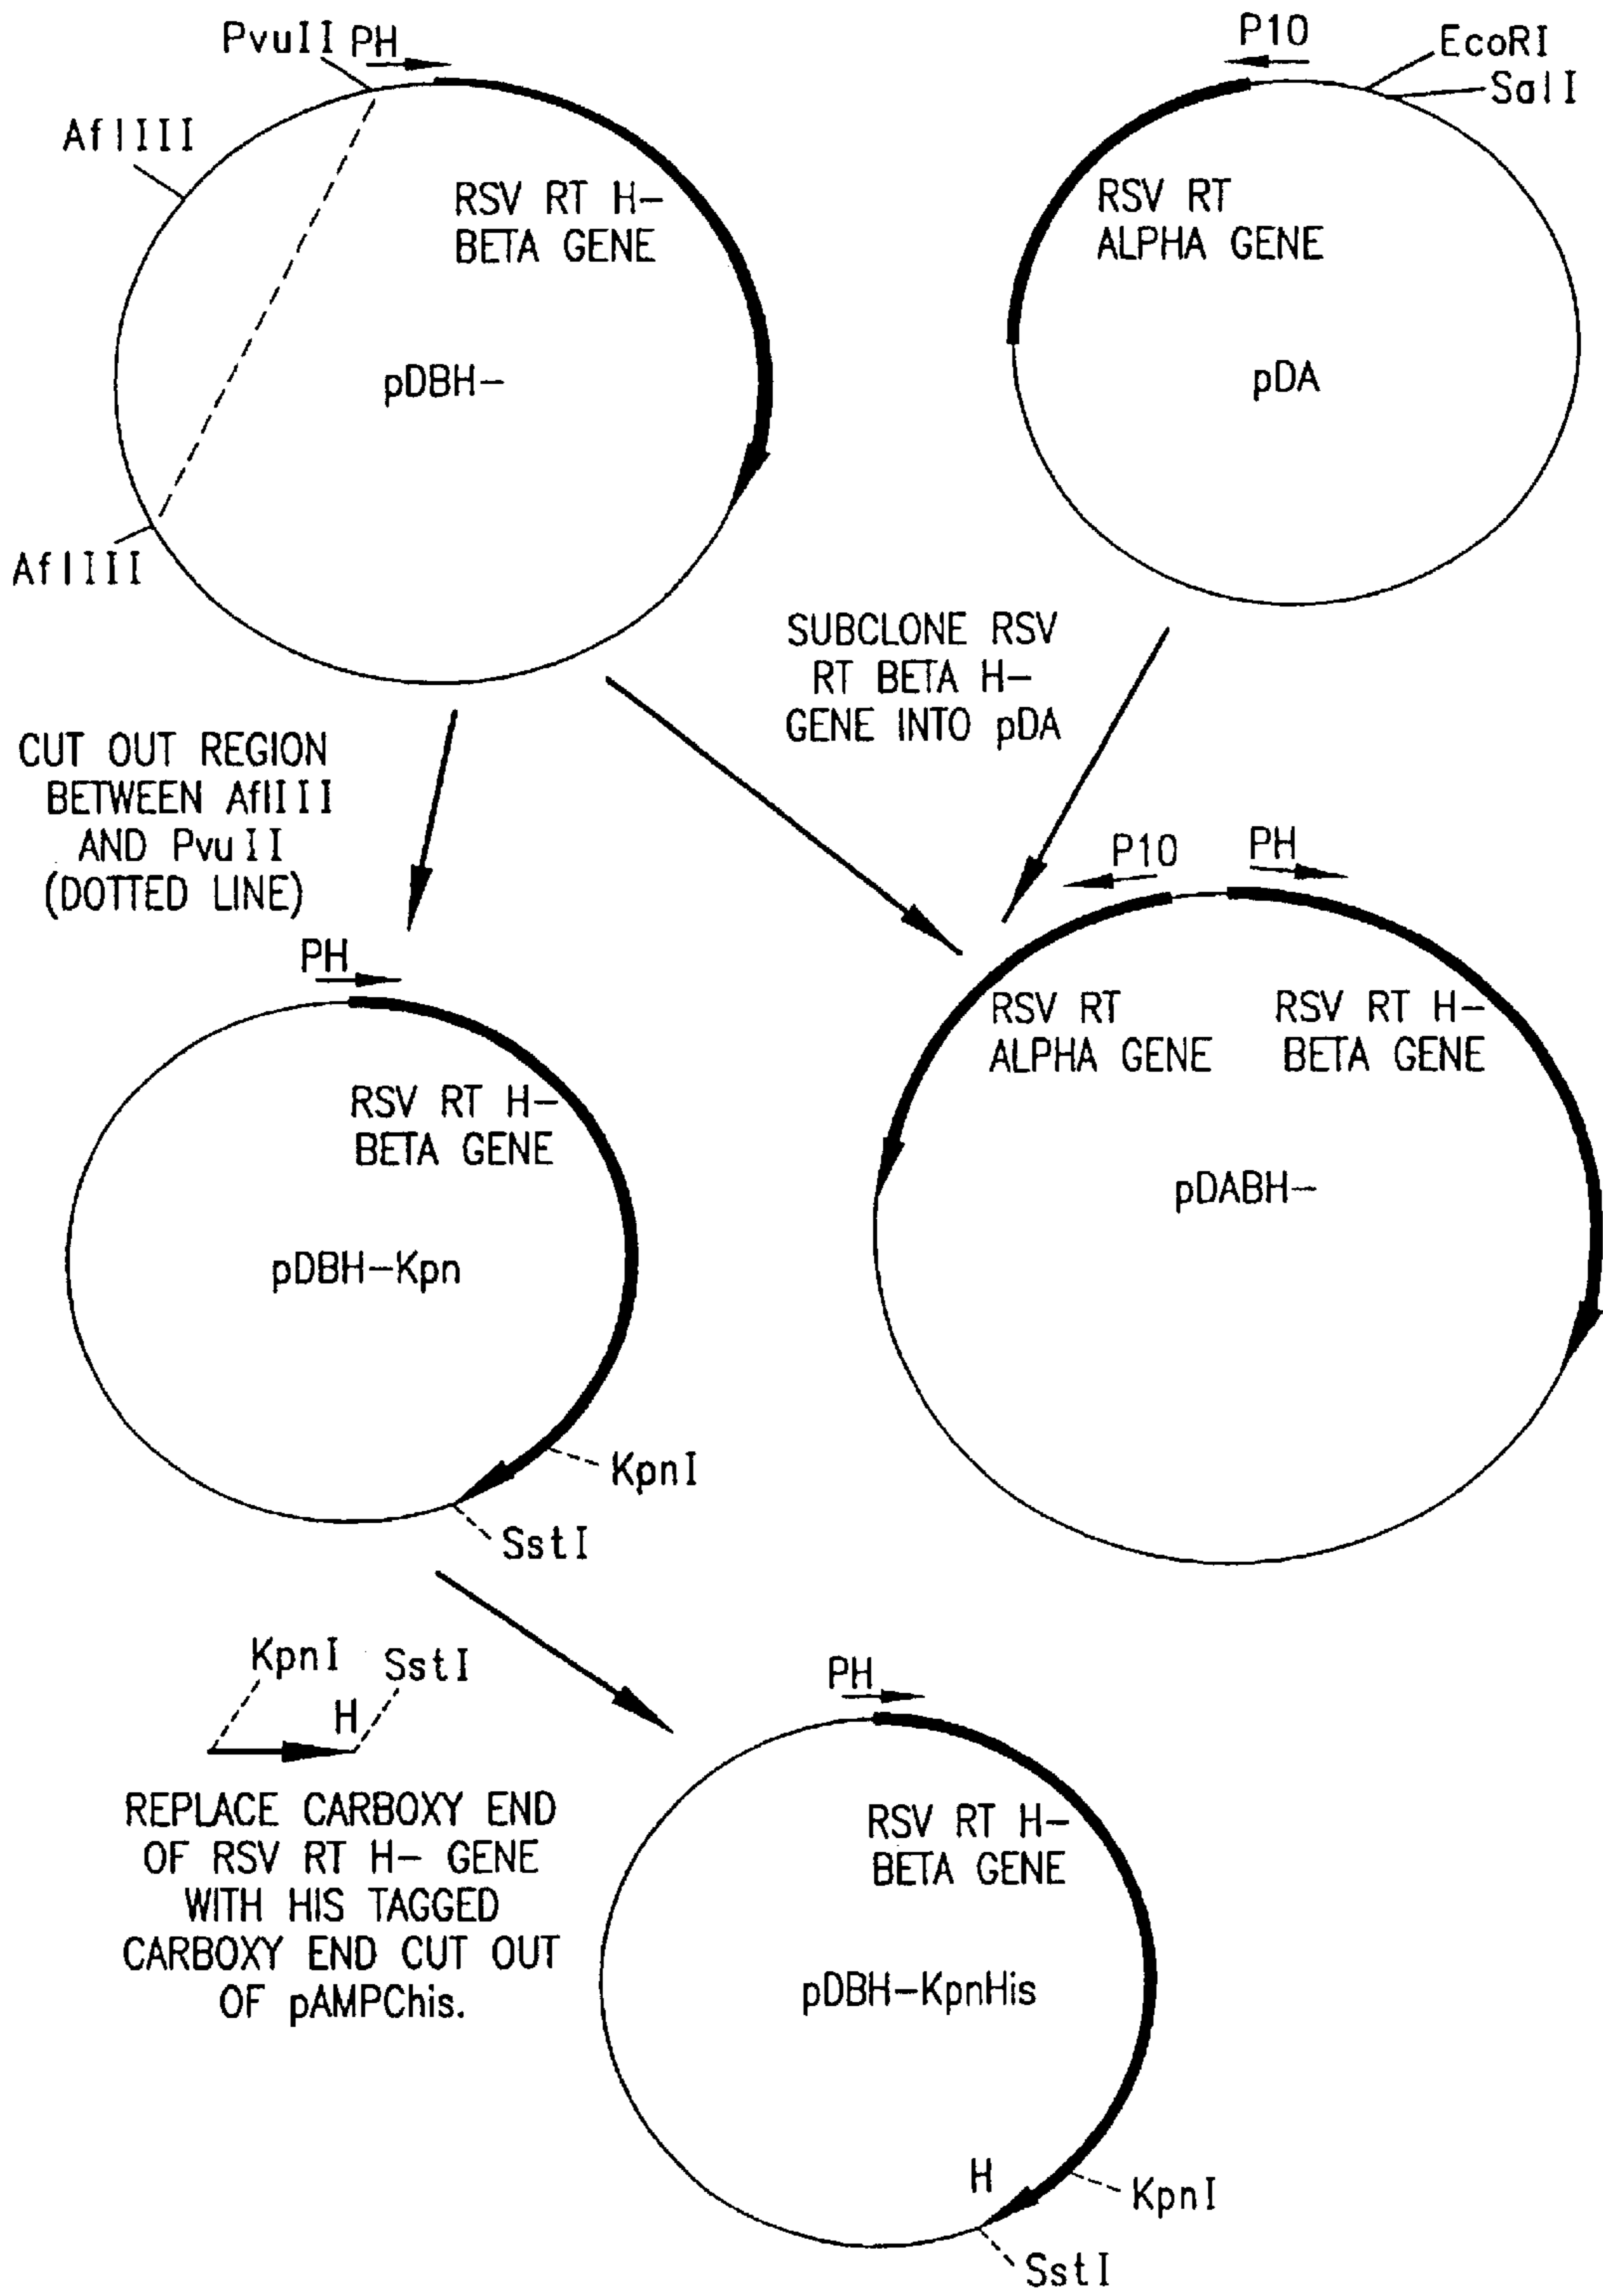 PvuII PH
AflIII
RSV RT H-
BETA GENE
pDBH-
AflIII
P10
EcoRI
SalI
RSV RT
ALPHA GENE
pDA
SUBCLONE RSV
RT BETA H-
GENE INTO pDA
CUT OUT REGION
BETWEEN AflIII
AND PvuII
(DOTTED LINE)
PH
RSV RT H-
BETA GENE
pDBH-Kpn
KpnI
SstI
P10
PH
RSV RT
ALPHA GENE
RSV RT H-
BETA GENE
pDABH-
KpnI
SstI
H
REPLACE CARBOXY END
OF RSV RT H- GENE
WITH HIS TAGGED
CARBOXY END CUT OUT
OF pAMPChis.
PH
RSV RT H-
BETA GENE
pDBH-KpnHis
H
KpnI
SstI